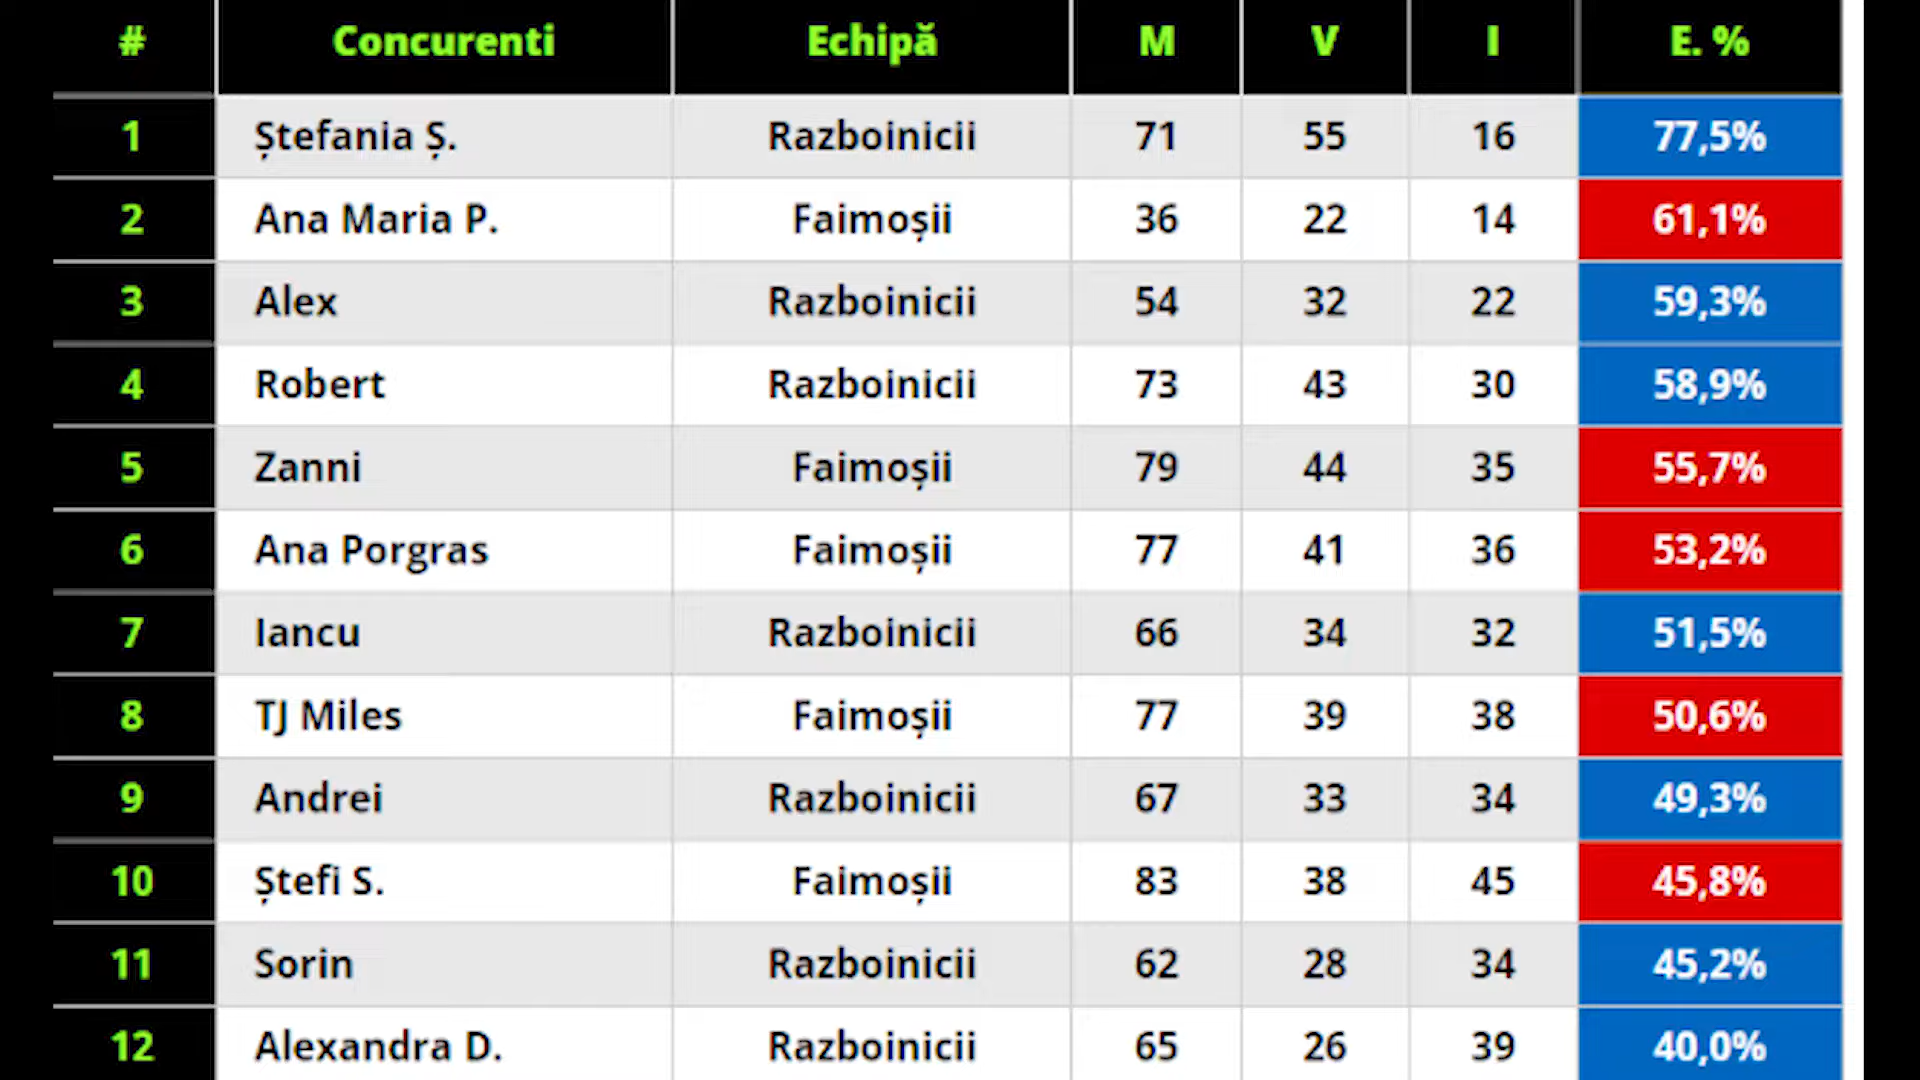 # Concurenti Echipă M V I E. %
1 Ștefania Ș. Razboinicii 71 55 16 77,5%
2 Ana Maria P. Faimoșii 36 22 14 61,1%
3 Alex Razboinicii 54 32 22 59,3%
4 Robert Razboinicii 73 43 30 58,9%
5 Zanni Faimoșii 79 44 35 55,7%
6 Ana Porgras Faimoșii 77 41 36 53,2%
7 Iancu Razboinicii 66 34 32 51,5%
8 TJ Miles Faimoșii 77 39 38 50,6%
9 Andrei Razboinicii 67 33 34 49,3%
10 Ștefi S. Faimoșii 83 38 45 45,8%
11 Sorin Razboinicii 62 28 34 45,2%
12 Alexandra D. Razboinicii 65 26 39 40,0%